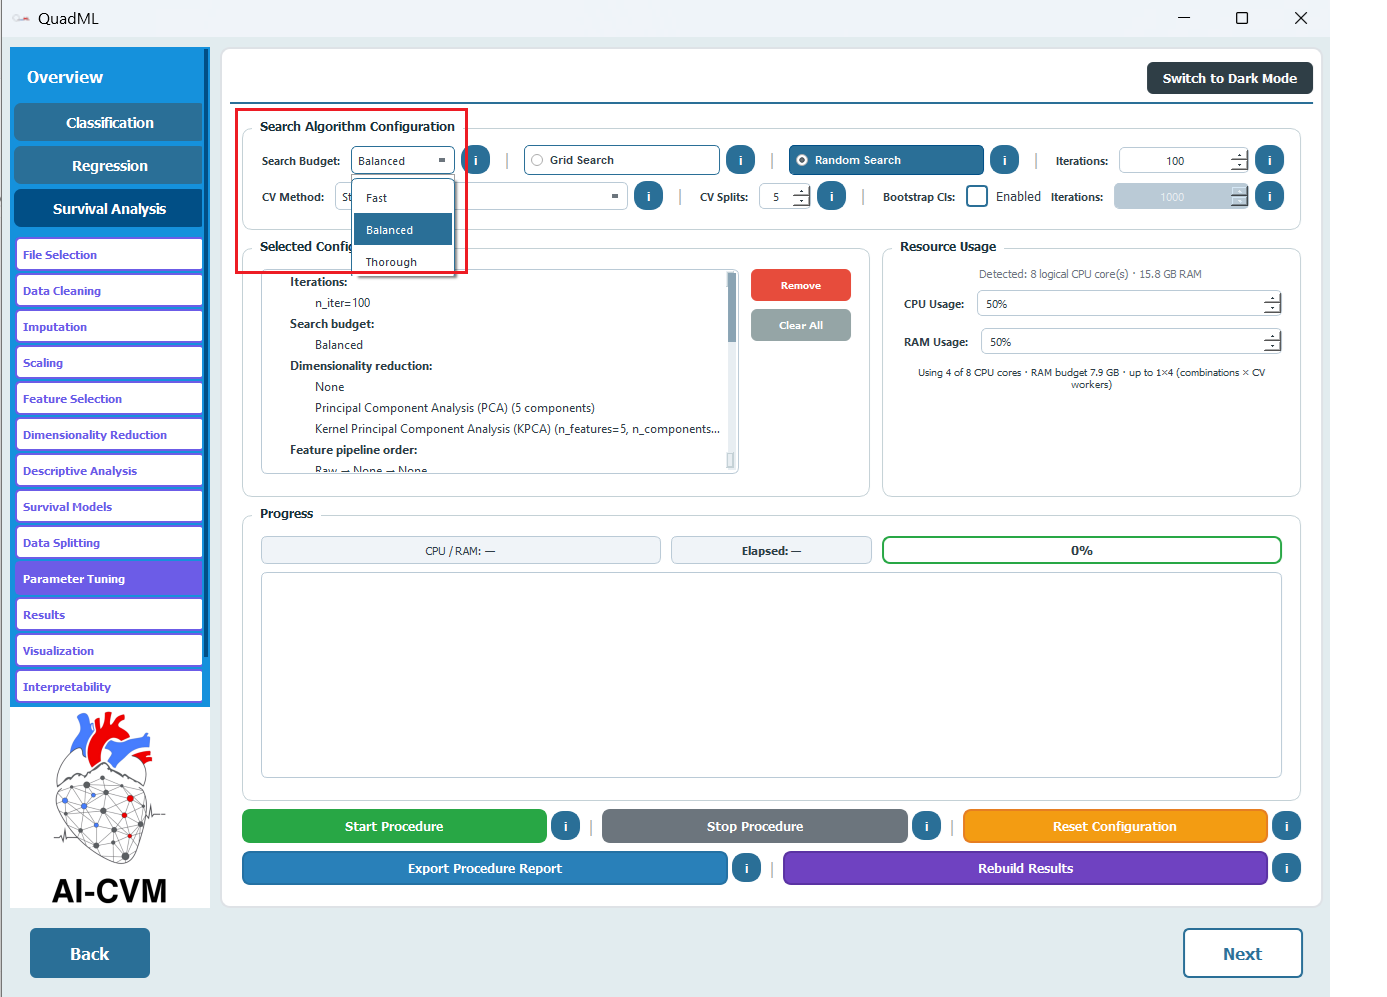 QuadML
Overview
Classification
Regression
Survival Analysis
File Selection
Data Cleaning
Imputation
Scaling
Feature Selection
Dimensionality Reduction
Descriptive Analysis
Survival Models
Data Splitting
Parameter Tuning
Results
Visualization
Interpretability
AI-CVM
Back
Switch to Dark Mode
Search Algorithm Configuration
Search Budget: Balanced i | Grid Search i | Random Search i | Iterations: 100 i
CV Method: St i | CV Splits: 5 i | Bootstrap CIs: Enabled Iterations: 1000 i
Fast
Balanced
Thorough
Selected Config
Iterations:
n_iter=100
Search budget:
Balanced
Dimensionality reduction:
None
Principal Component Analysis (PCA) (5 components)
Kernel Principal Component Analysis (KPCA) (n_features=5, n_components...
Feature pipeline order:
Raw → None → None
Remove
Clear All
Resource Usage
Detected: 8 logical CPU core(s) · 15.8 GB RAM
CPU Usage: 50%
RAM Usage: 50%
Using 4 of 8 CPU cores · RAM budget 7.9 GB · up to 1×4 (combinations × CV
workers)
Progress
CPU / RAM: —
Elapsed: —
0%
Start Procedure i | Stop Procedure i | Reset Configuration i
Export Procedure Report i | Rebuild Results i
Next